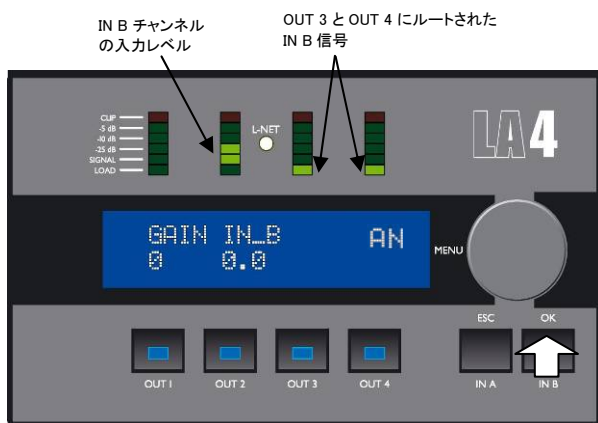 IN B チャンネル
の入力レベル
OUT 3 と OUT 4 にルートされた
IN B 信号
CLIP
-5 dB
-10 dB
-25 dB
SIGNAL
LOAD
L-NET
LA4
GAIN IN_B AN
0 0.0
MENU
ESC OK
OUT 1 OUT 2 OUT 3 OUT 4 IN A IN B